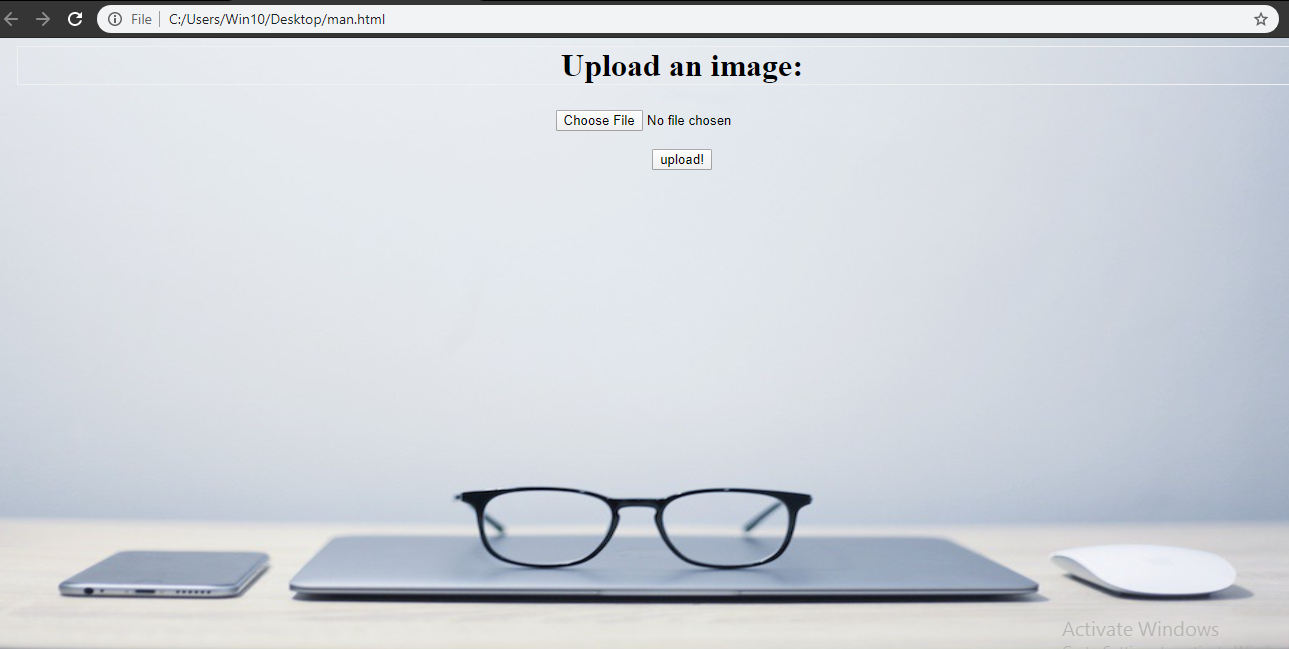 File C:/Users/Win10/Desktop/man.html
Upload an image:
Choose File No file chosen
upload!
Activate Windows